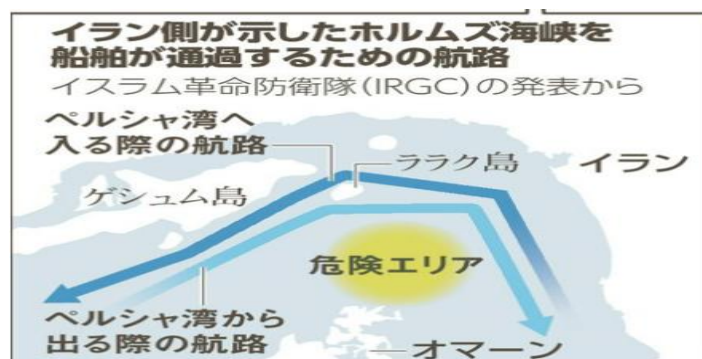 イラン側が示したホルムズ海峡を
船舶が通過するための航路
イスラム革命防衛隊(IRGC)の発表から
ペルシャ湾へ
入る際の航路
ララク島
イラン
ゲシュム島
危険エリア
ペルシャ湾から
出る際の航路
オマーン